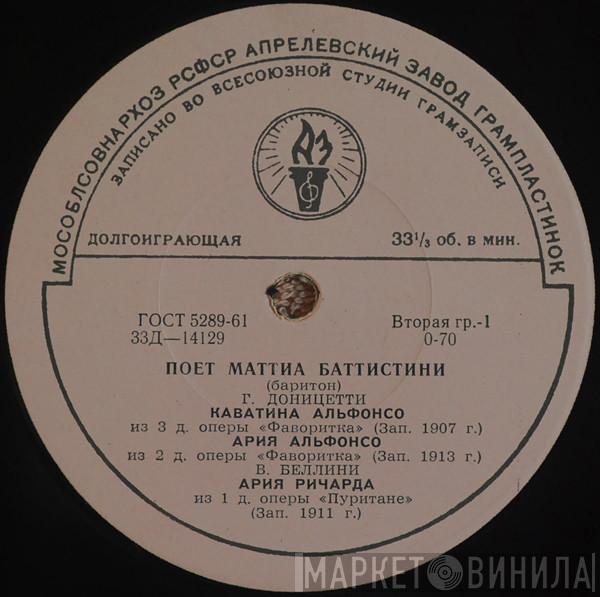 МОСОБЛСОВНАРХОЗ РСФСР АПРЕЛЕВСКИЙ ЗАВОД ГРАМПЛАСТИНОК
ЗАПИСАНО ВО ВСЕСОЮЗНОЙ СТУДИИ ГРАМЗАПИСИ
АЗ
ДОЛГОИГРАЮЩАЯ
33⅓ об. в мин.
ГОСТ 5289-61
33Д—14129
Вторая гр.-1
0-70
ПОЕТ МАТТИА БАТТИСТИНИ
(баритон)
Г. ДОНИЦЕТТИ
КАВАТИНА АЛЬФОНСО
из 3 д. оперы «Фаворитка» (Зап. 1907 г.)
АРИЯ АЛЬФОНСО
из 2 д. оперы «Фаворитка» (Зап. 1913 г.)
В. БЕЛЛИНИ
АРИЯ РИЧАРДА
из 1 д. оперы «Пуритане»
(Зап. 1911 г.)
МАРКЕТ ВИНИЛА